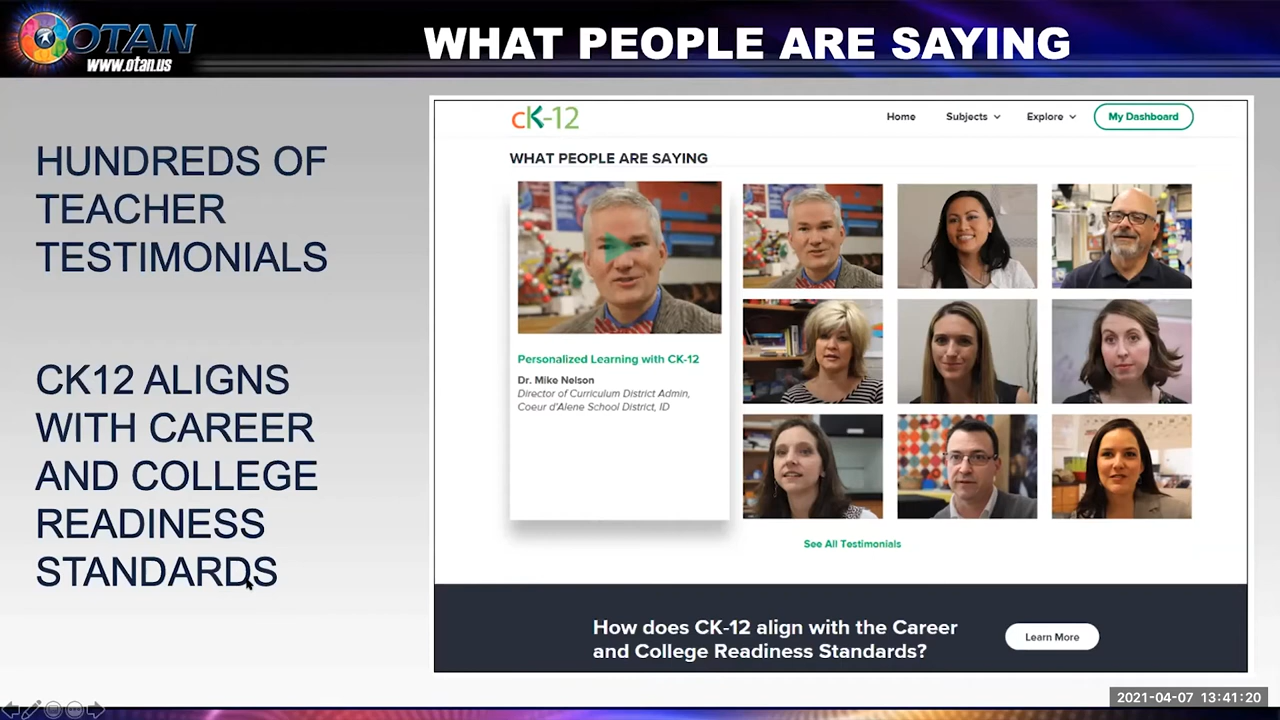 OTAN
www.otan.us
WHAT PEOPLE ARE SAYING
HUNDREDS OF
TEACHER
TESTIMONIALS
CK12 ALIGNS
WITH CAREER
AND COLLEGE
READINESS
STANDARDS
cK-12
Home
Subjects
Explore
My Dashboard
WHAT PEOPLE ARE SAYING
Personalized Learning with CK-12
Dr. Mike Nelson
Director of Curriculum District Admin,
Coeur d'Alene School District, ID
See All Testimonials
How does CK-12 align with the Career
and College Readiness Standards?
Learn More
2021-04-07 13:41:20